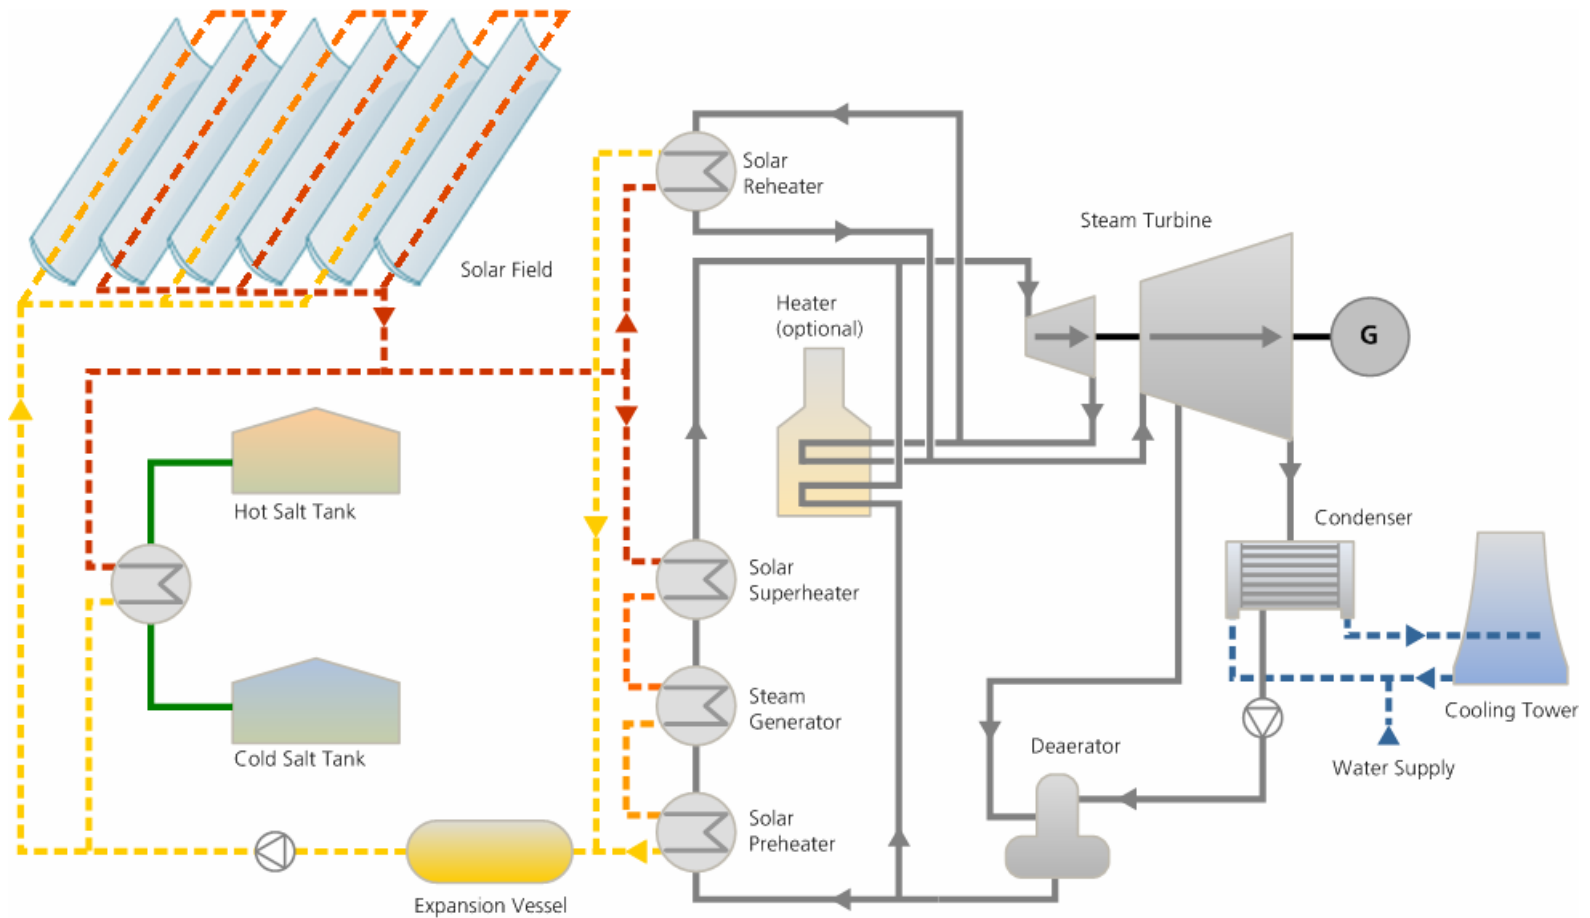 Solar
Reheater
Steam Turbine
Solar Field
Heater
(optional)
G
Hot Salt Tank
Condenser
Solar
Superheater
Steam
Generator
Cooling Tower
Cold Salt Tank
Deaerator
Water Supply
Solar
Preheater
Expansion Vessel